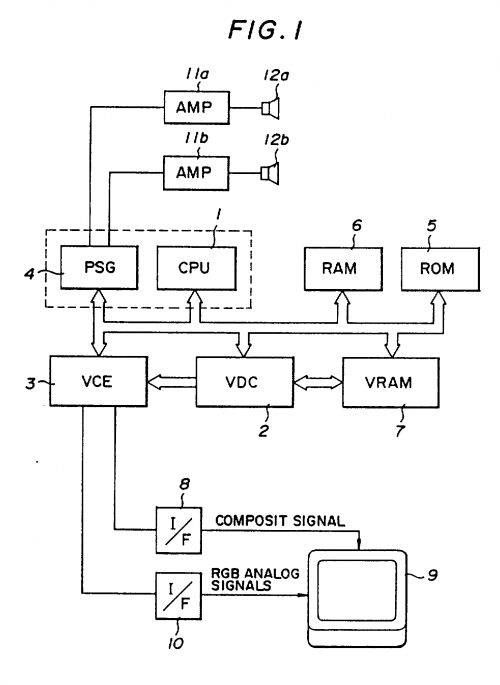 FIG. 1
11a
12a
AMP
11b
12b
AMP
1
6
5
4
PSG
CPU
RAM
ROM
3
VCE
VDC
VRAM
2
7
8
I/F
COMPOSIT SIGNAL
RGB ANALOG
SIGNALS
9
I/F
10